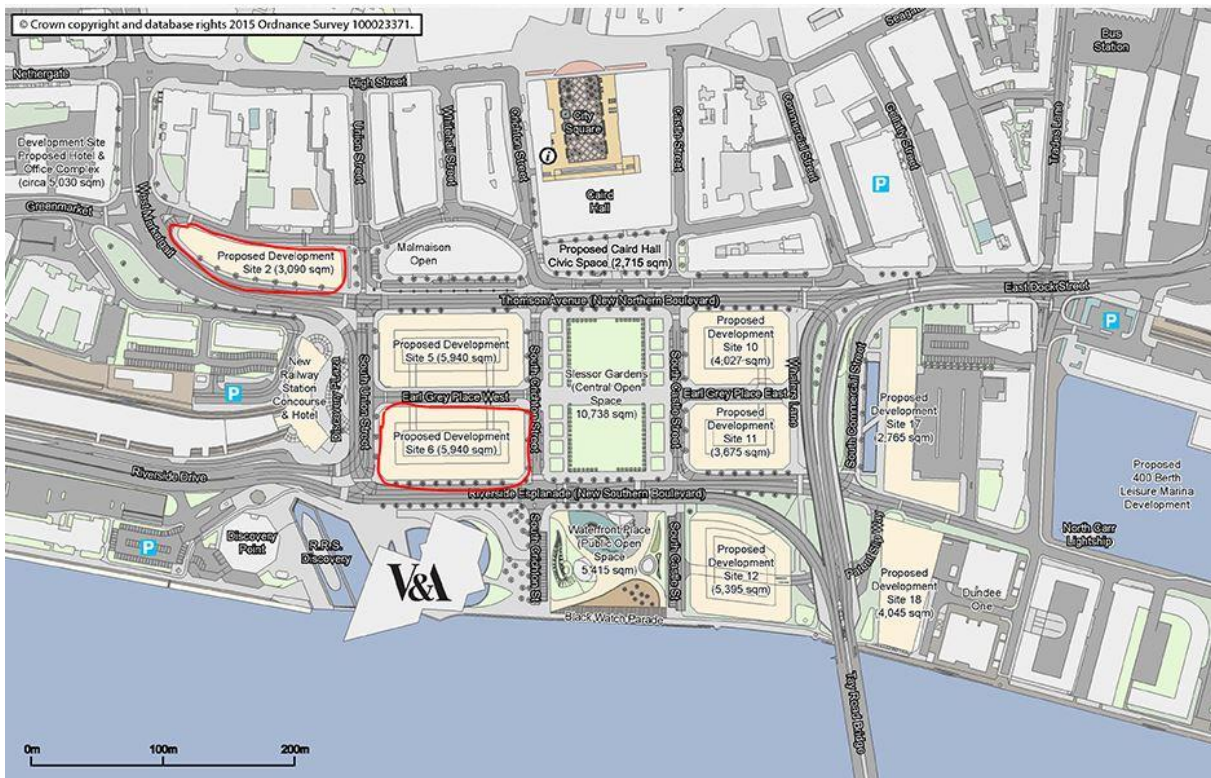 © Crown copyright and database rights 2015 Ordnance Survey 100023371.
Nethergate
High Street
Bus
Station
City
Square
i
Union Street
Whitehall Street
Crichton Street
Castle Street
Commercial Street
Gellatly Street
Trades Lane
P
Development Site
Proposed Hotel &
Office Complex
(circa 5,030 sqm)
Greenmarket
West Marketgait
Caird
Hall
Proposed Development
Site 2 (3,090 sqm)
Malmaison
Open
Proposed Caird Hall
Civic Space (2,715 sqm)
East Dock Street
Thomson Avenue (New Northern Boulevard)
P
Proposed Development
Site 5 (5,940 sqm)
Slessor Gardens
(Central Open
Space
10,738 sqm)
Proposed
Development
Site 10
(4,027 sqm)
New
Railway
Station
Concourse
& Hotel
P
South Union Street
South Crichton Street
South Castle Street
South Commercial Street
Earl Grey Place West
Earl Grey Place East
Proposed Development
Site 6 (5,940 sqm)
Proposed
Development
Site 11
(3,675 sqm)
Proposed
Development
Site 17
(2,765 sqm)
Proposed
400 Berth
Leisure Marina
Development
Riverside Drive
Riverside Esplanade (New Southern Boulevard)
Discovery
Point
R.R.S.
Discovery
P
V&A
South Crichton St
Waterfront Place
(Public Open
Space
5,415 sqm)
South Castle St
Proposed
Development
Site 12
(5,395 sqm)
Proposed
Development
Site 18
(4,045 sqm)
North Carr
Lightship
Dundee
One
Black Watch Parade
Tay Road Bridge
0m
100m
200m